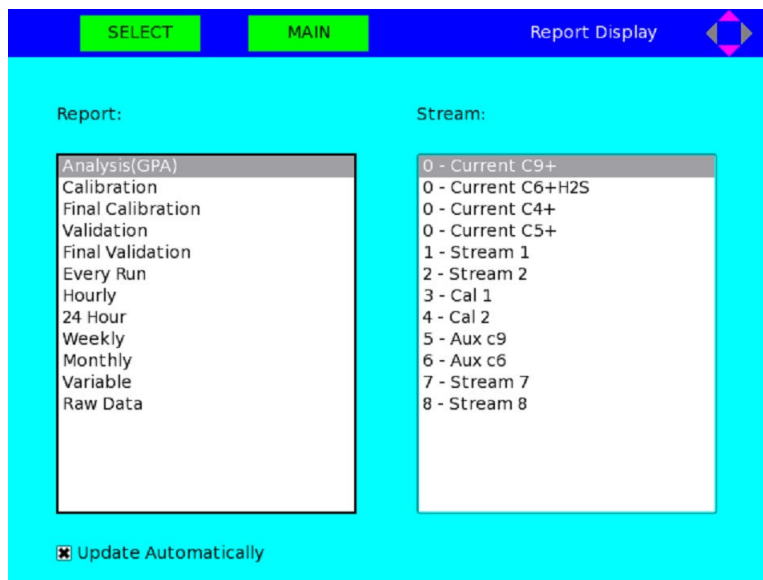 SELECT MAIN Report Display
Report: Stream:
Analysis(GPA)
Calibration
Final Calibration
Validation
Final Validation
Every Run
Hourly
24 Hour
Weekly
Monthly
Variable
Raw Data
0 - Current C9+
0 - Current C6+H2S
0 - Current C4+
0 - Current C5+
1 - Stream 1
2 - Stream 2
3 - Cal 1
4 - Cal 2
5 - Aux c9
6 - Aux c6
7 - Stream 7
8 - Stream 8
Update Automatically